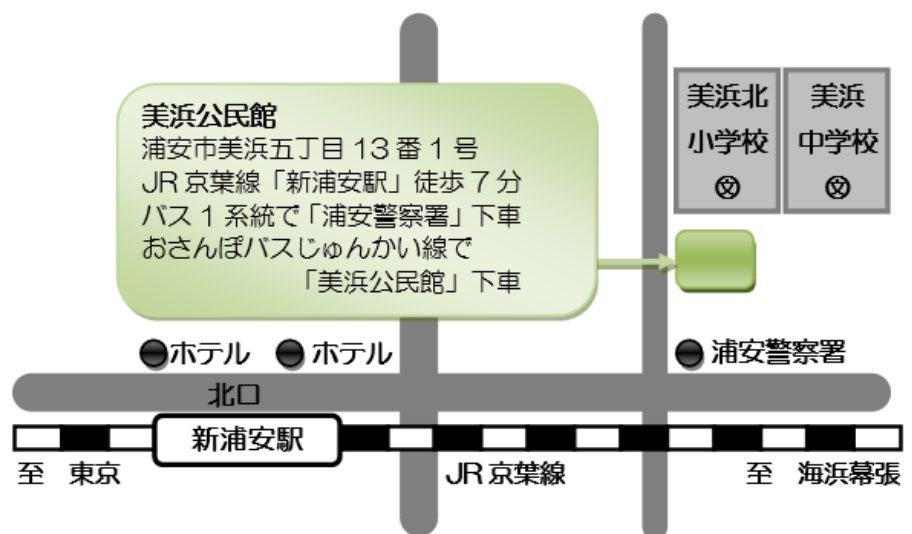 美浜公民館
浦安市美浜五丁目13番1号
JR京葉線「新浦安駅」徒歩7分
バス1系統で「浦安警察署」下車
おさんぽバスじゅんかい線で
「美浜公民館」下車
美浜北
小学校
文
美浜
中学校
文
ホテル
ホテル
浦安警察署
北口
新浦安駅
至 東京
JR京葉線
至 海浜幕張